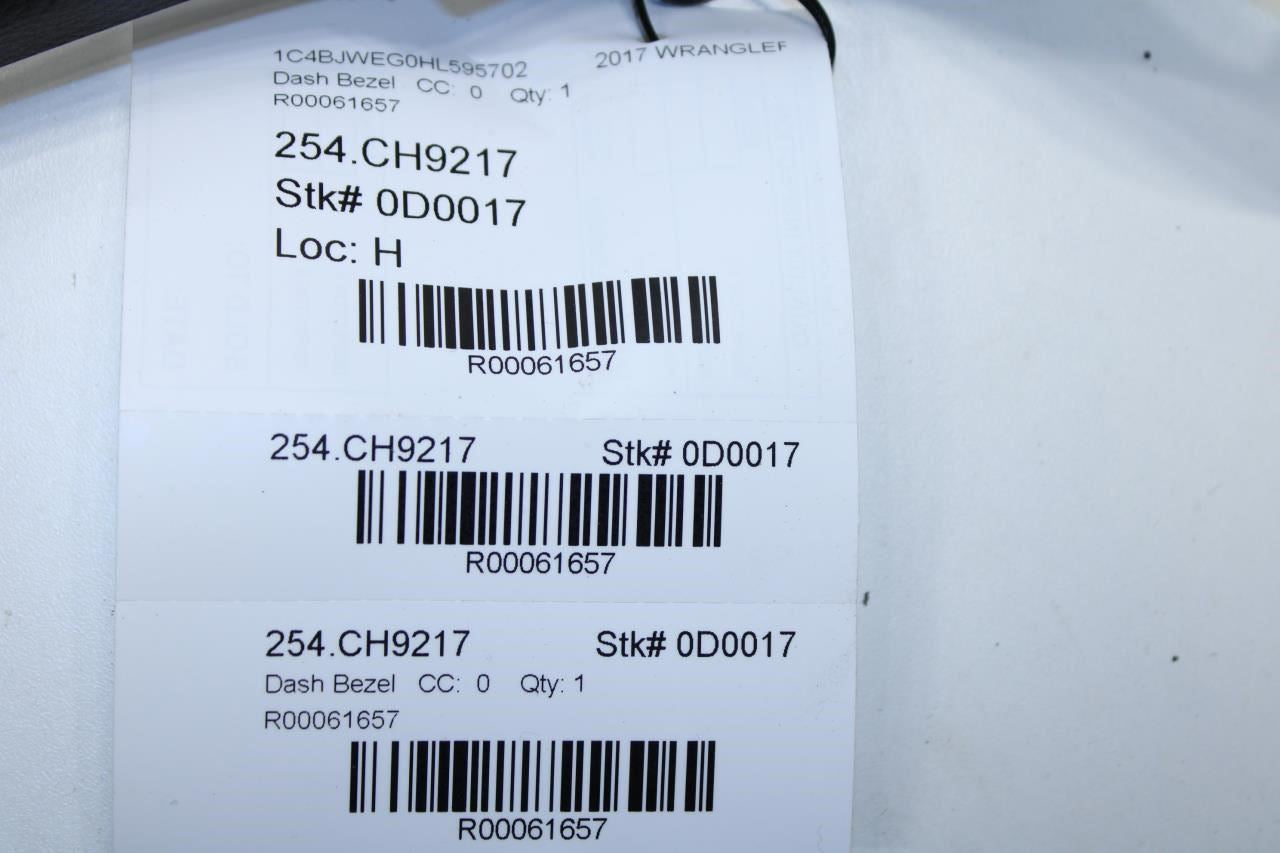 1C4BJWEG0HL595702 2017 WRANGLER
Dash Bezel CC: 0 Qty: 1
R00061657
254.CH9217
Stk# 0D0017
Loc: H
R00061657
254.CH9217 Stk# 0D0017
R00061657
254.CH9217 Stk# 0D0017
Dash Bezel CC: 0 Qty: 1
R00061657
R00061657